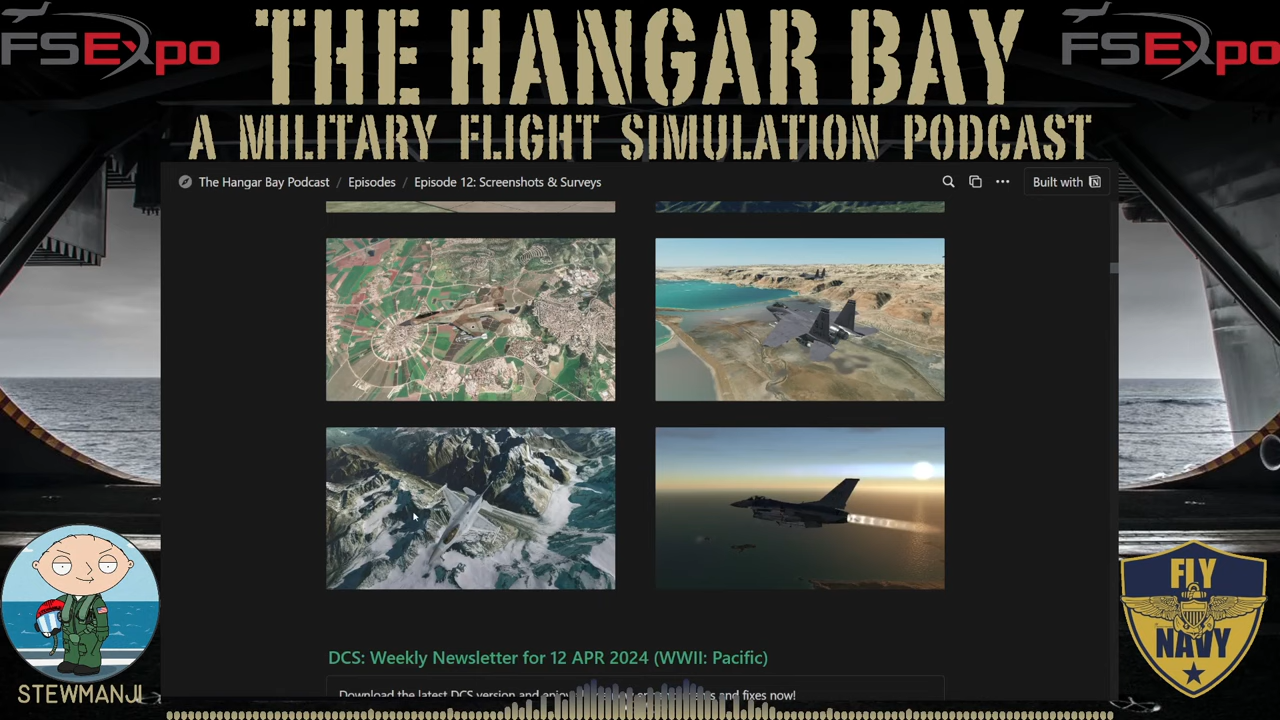 FSExpo
THE HANGAR BAY
FSExpo
A MILITARY FLIGHT SIMULATION PODCAST
The Hangar Bay Podcast / Episodes / Episode 12: Screenshots & Surveys
Built with
DCS: Weekly Newsletter for 12 APR 2024 (WWII: Pacific)
Download the latest DCS version and enjoy
and fixes now!
STEWMANJI
FLY
NAVY